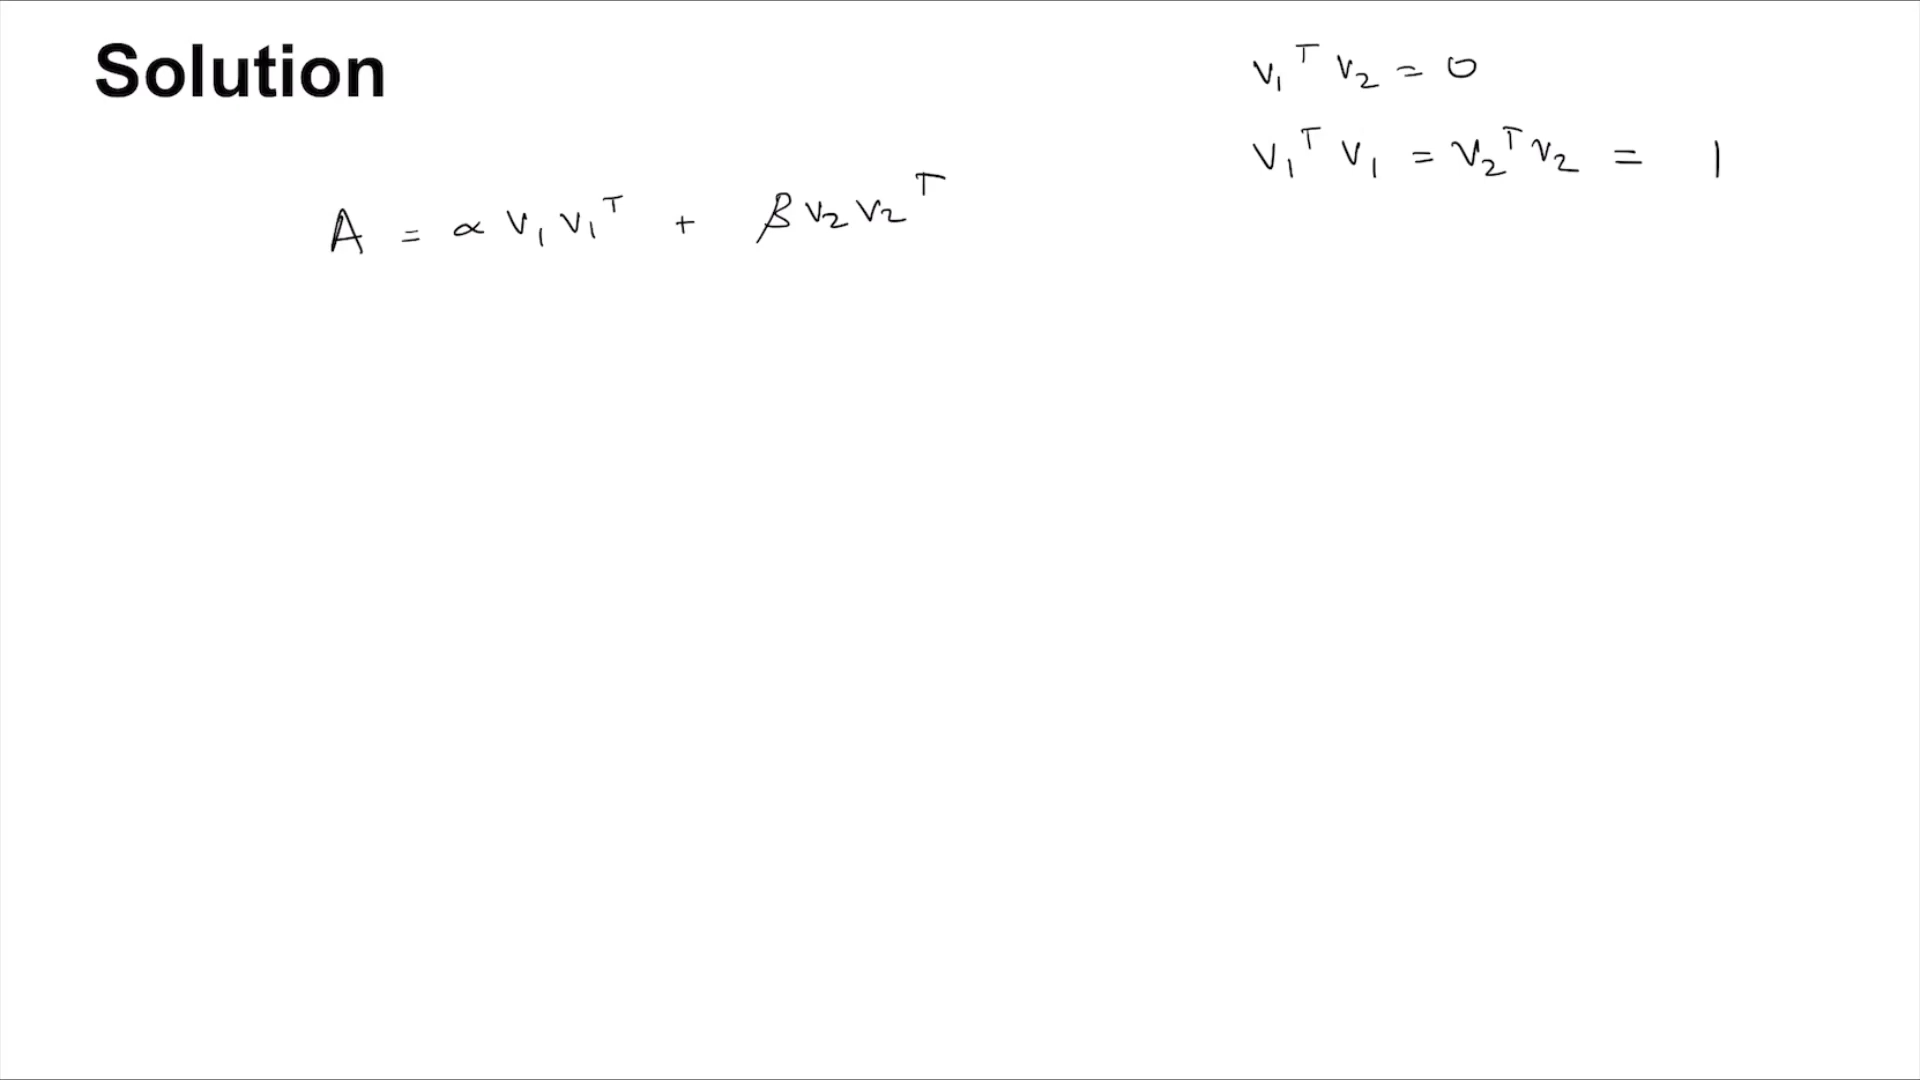 Solution
v₁ᵀ v₂ = 0
v₁ᵀ v₁ = v₂ᵀ v₂ = 1
A = α v₁ v₁ᵀ + β v₂ v₂ᵀ